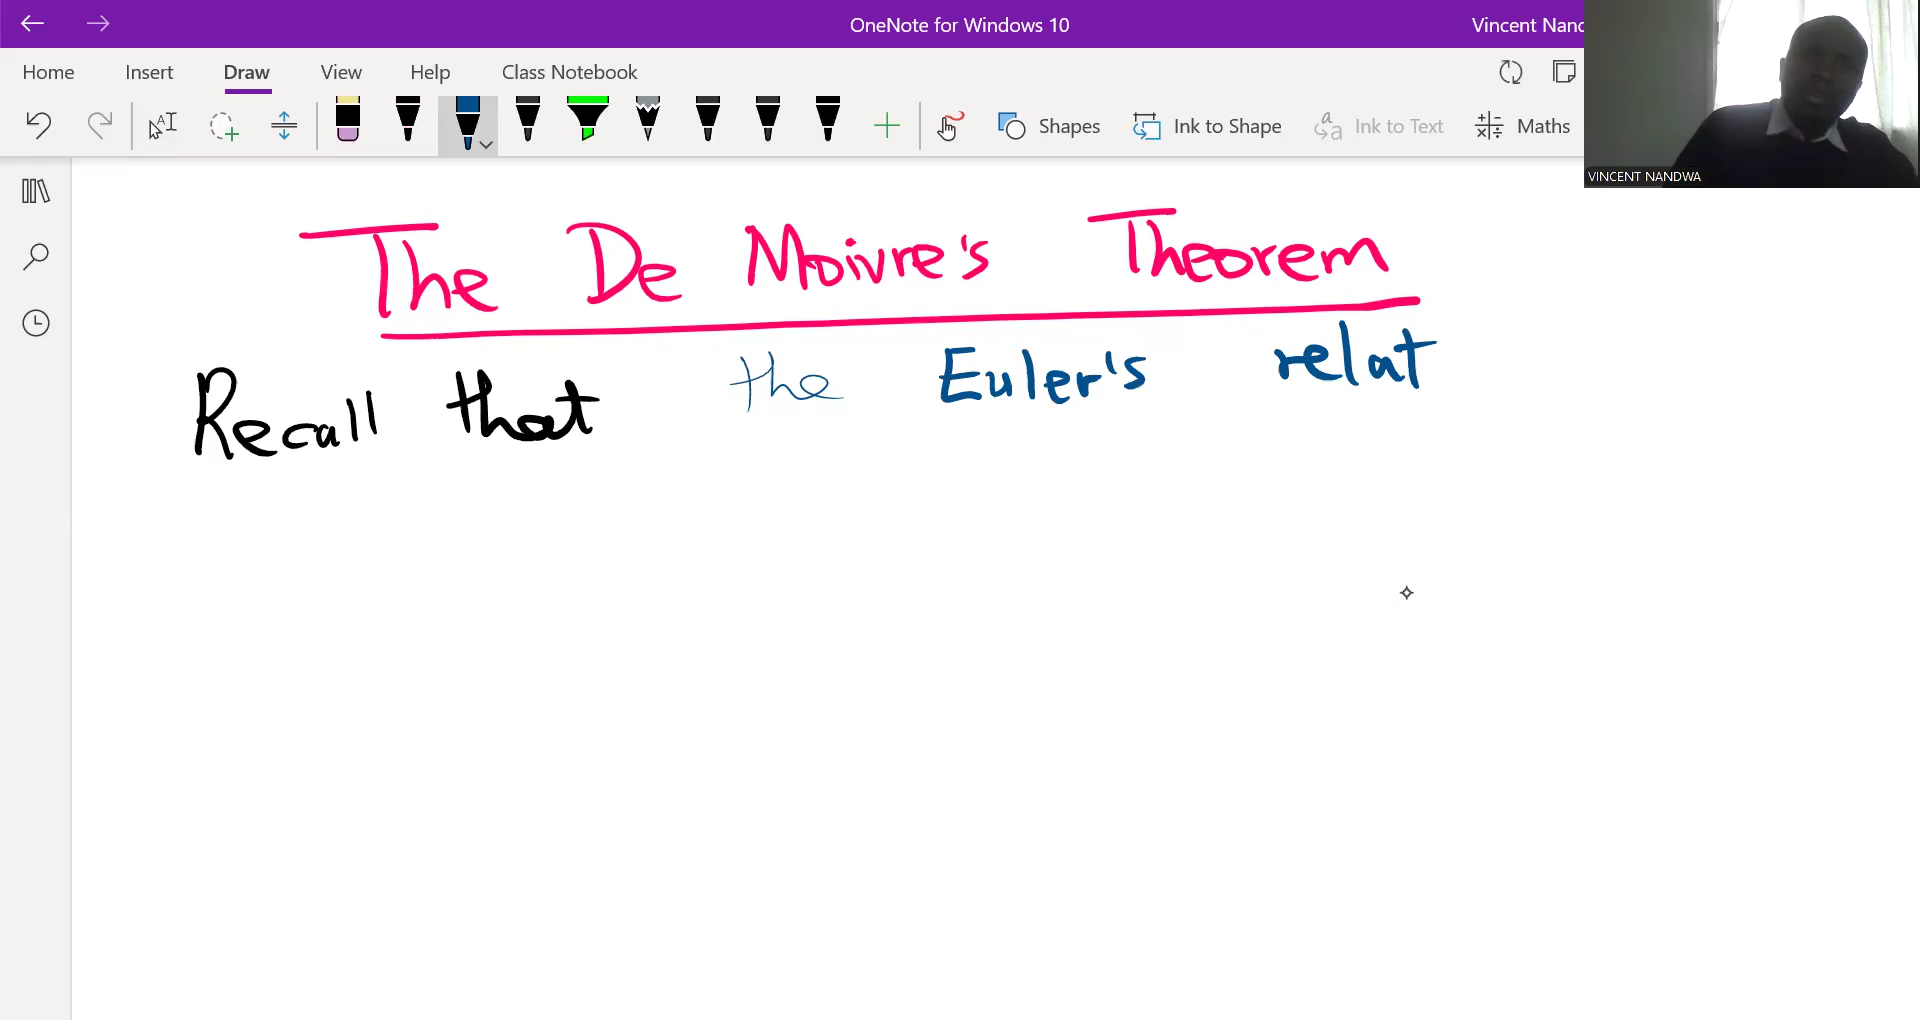 OneNote for Windows 10
Vincent Nand
Home Insert Draw View Help Class Notebook
Shapes Ink to Shape Ink to Text Maths
VINCENT NANDWA
The De Moivre's Theorem
Recall that the Euler's relat